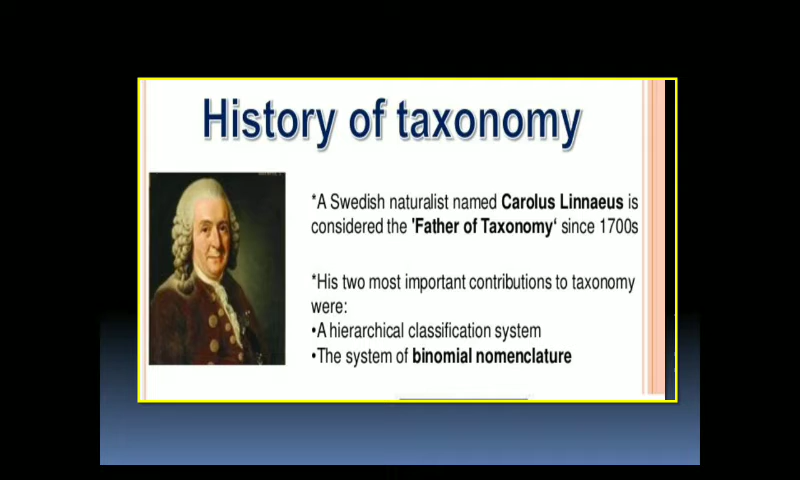 History of taxonomy
*A Swedish naturalist named Carolus Linnaeus is
considered the 'Father of Taxonomy‘ since 1700s
*His two most important contributions to taxonomy
were:
•A hierarchical classification system
•The system of binomial nomenclature